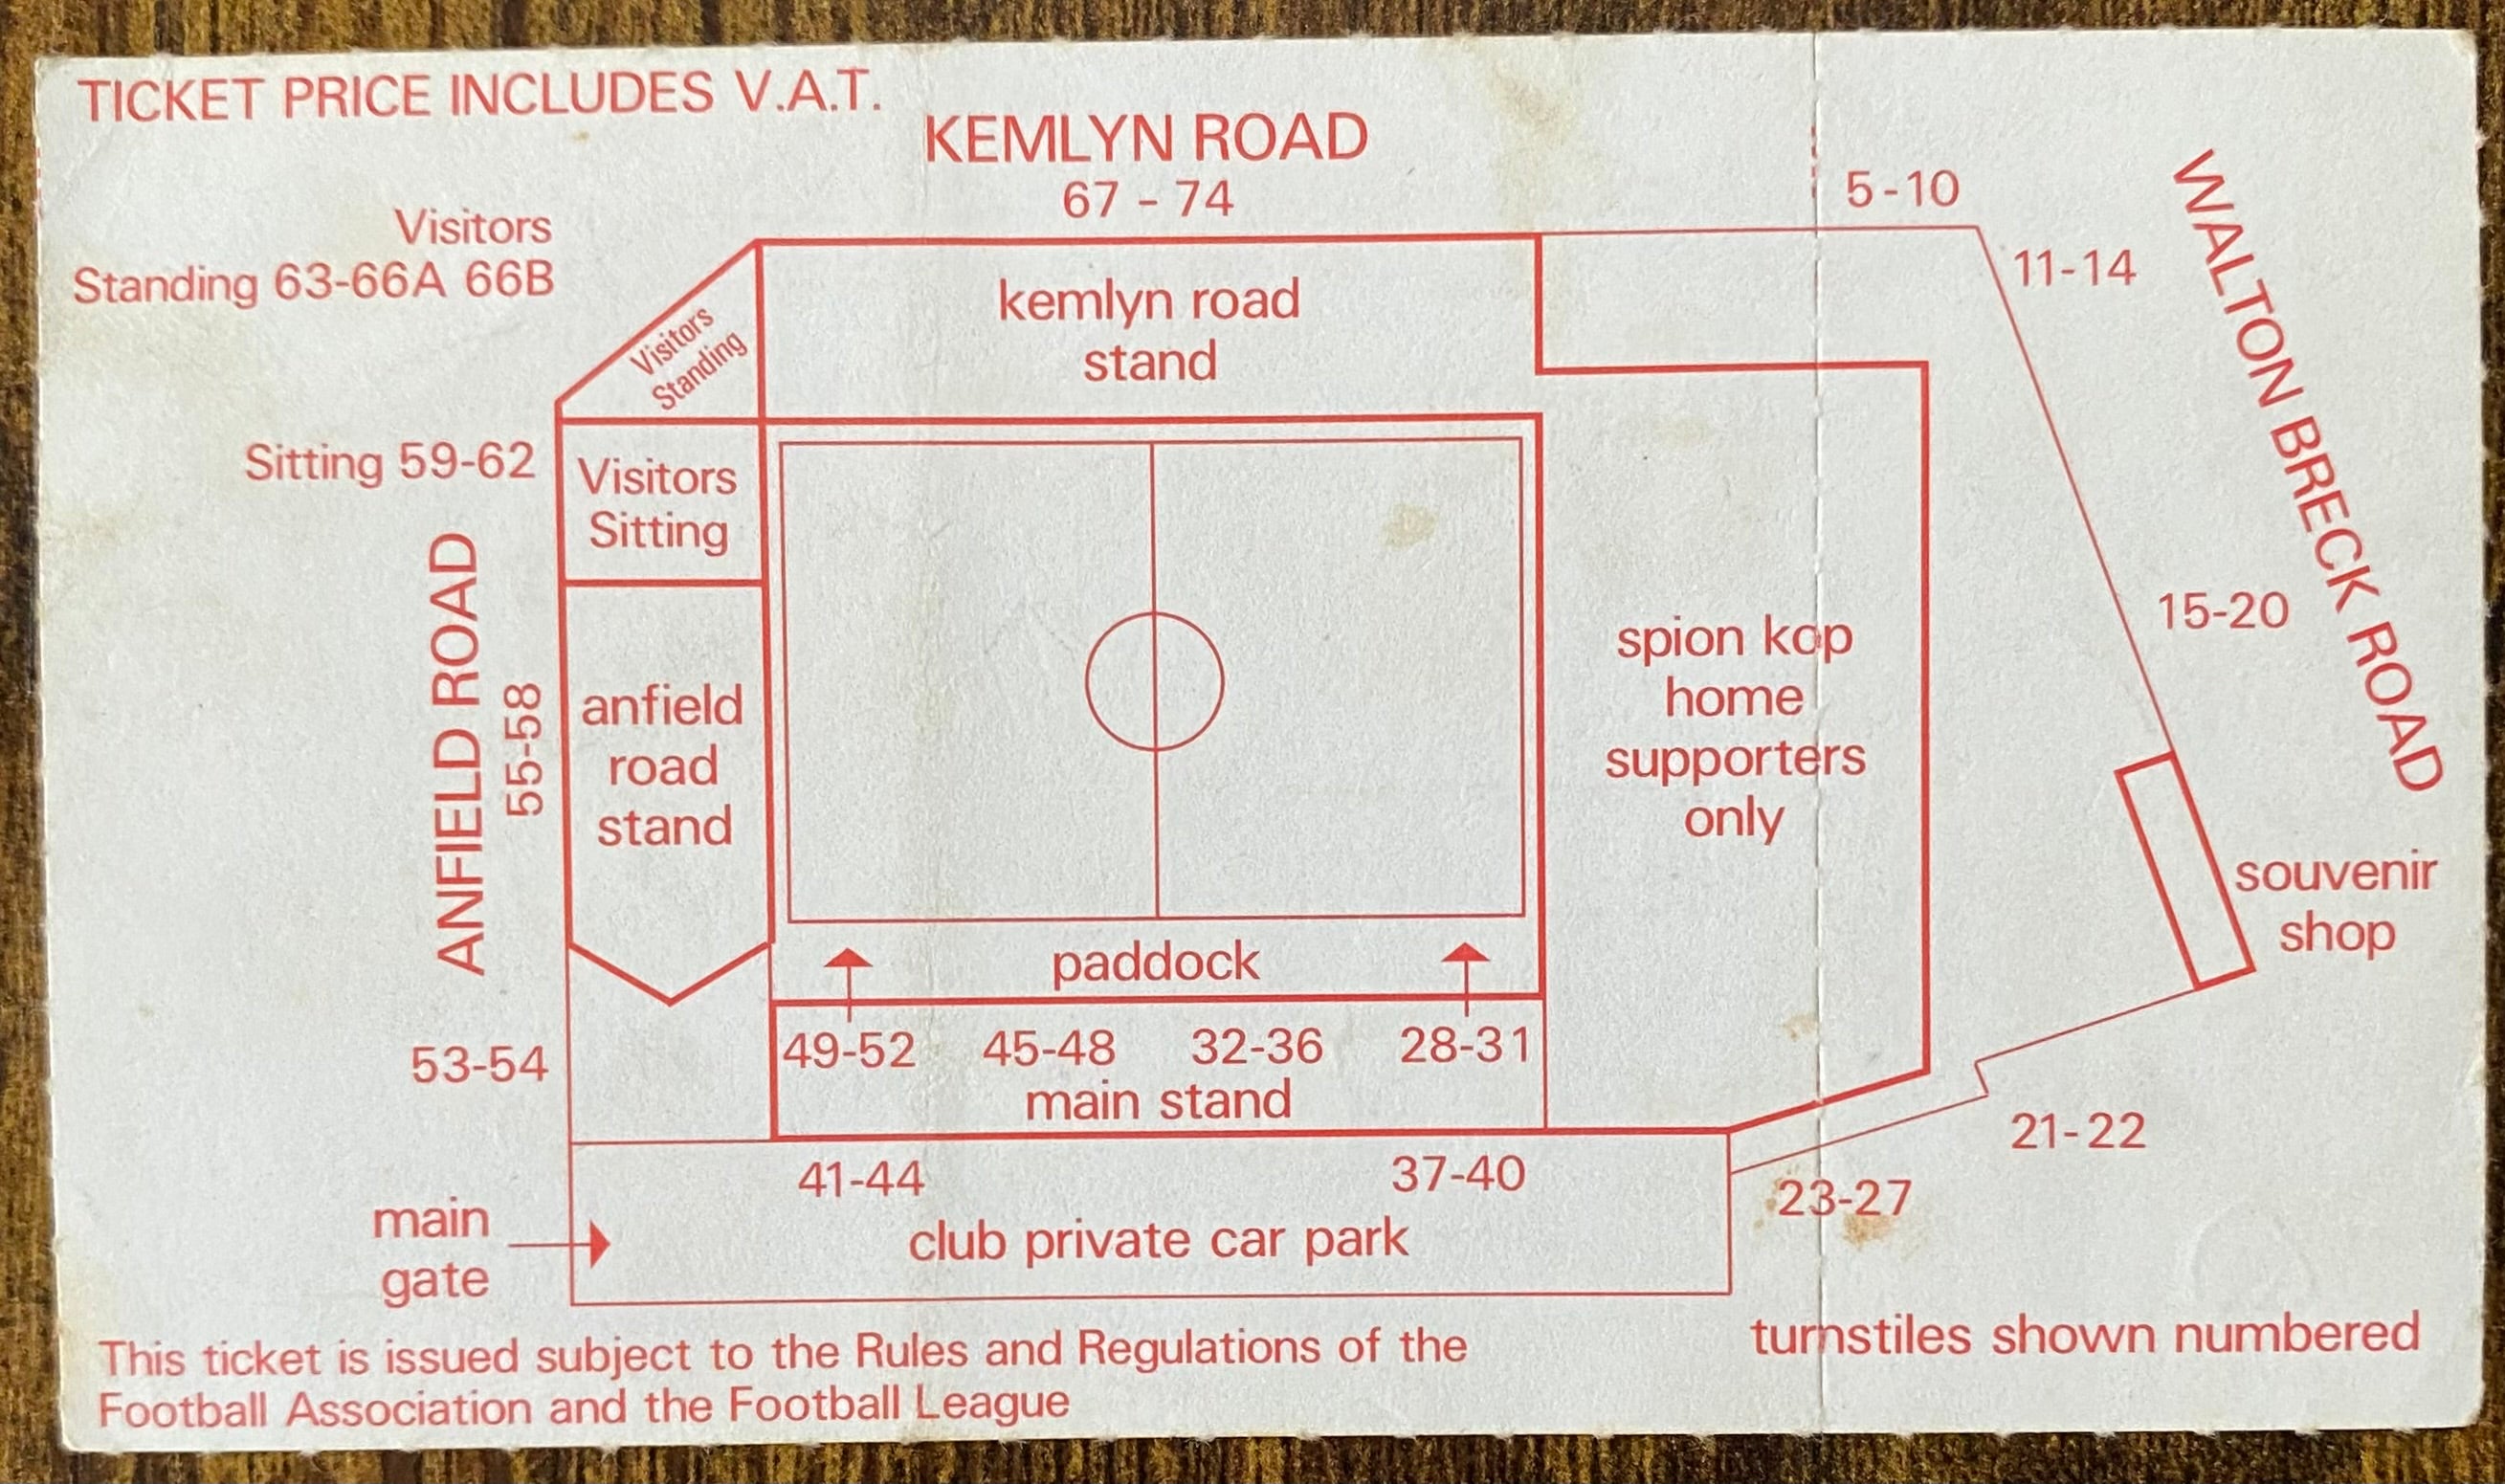 TICKET PRICE INCLUDES V.A.T.
KEMLYN ROAD
67 - 74
5-10
11-14
WALTON BRECK ROAD
15-20
Visitors
Standing 63-66A 66B
Visitors
Standing
kemlyn road
stand
Sitting 59-62
Visitors
Sitting
ANFIELD ROAD
55-58
anfield
road
stand
spion kop
home
supporters
only
souvenir
shop
paddock
53-54
49-52 45-48 32-36 28-31
main stand
21-22
41-44 37-40
23-27
main
gate
club private car park
turnstiles shown numbered
This ticket is issued subject to the Rules and Regulations of the
Football Association and the Football League